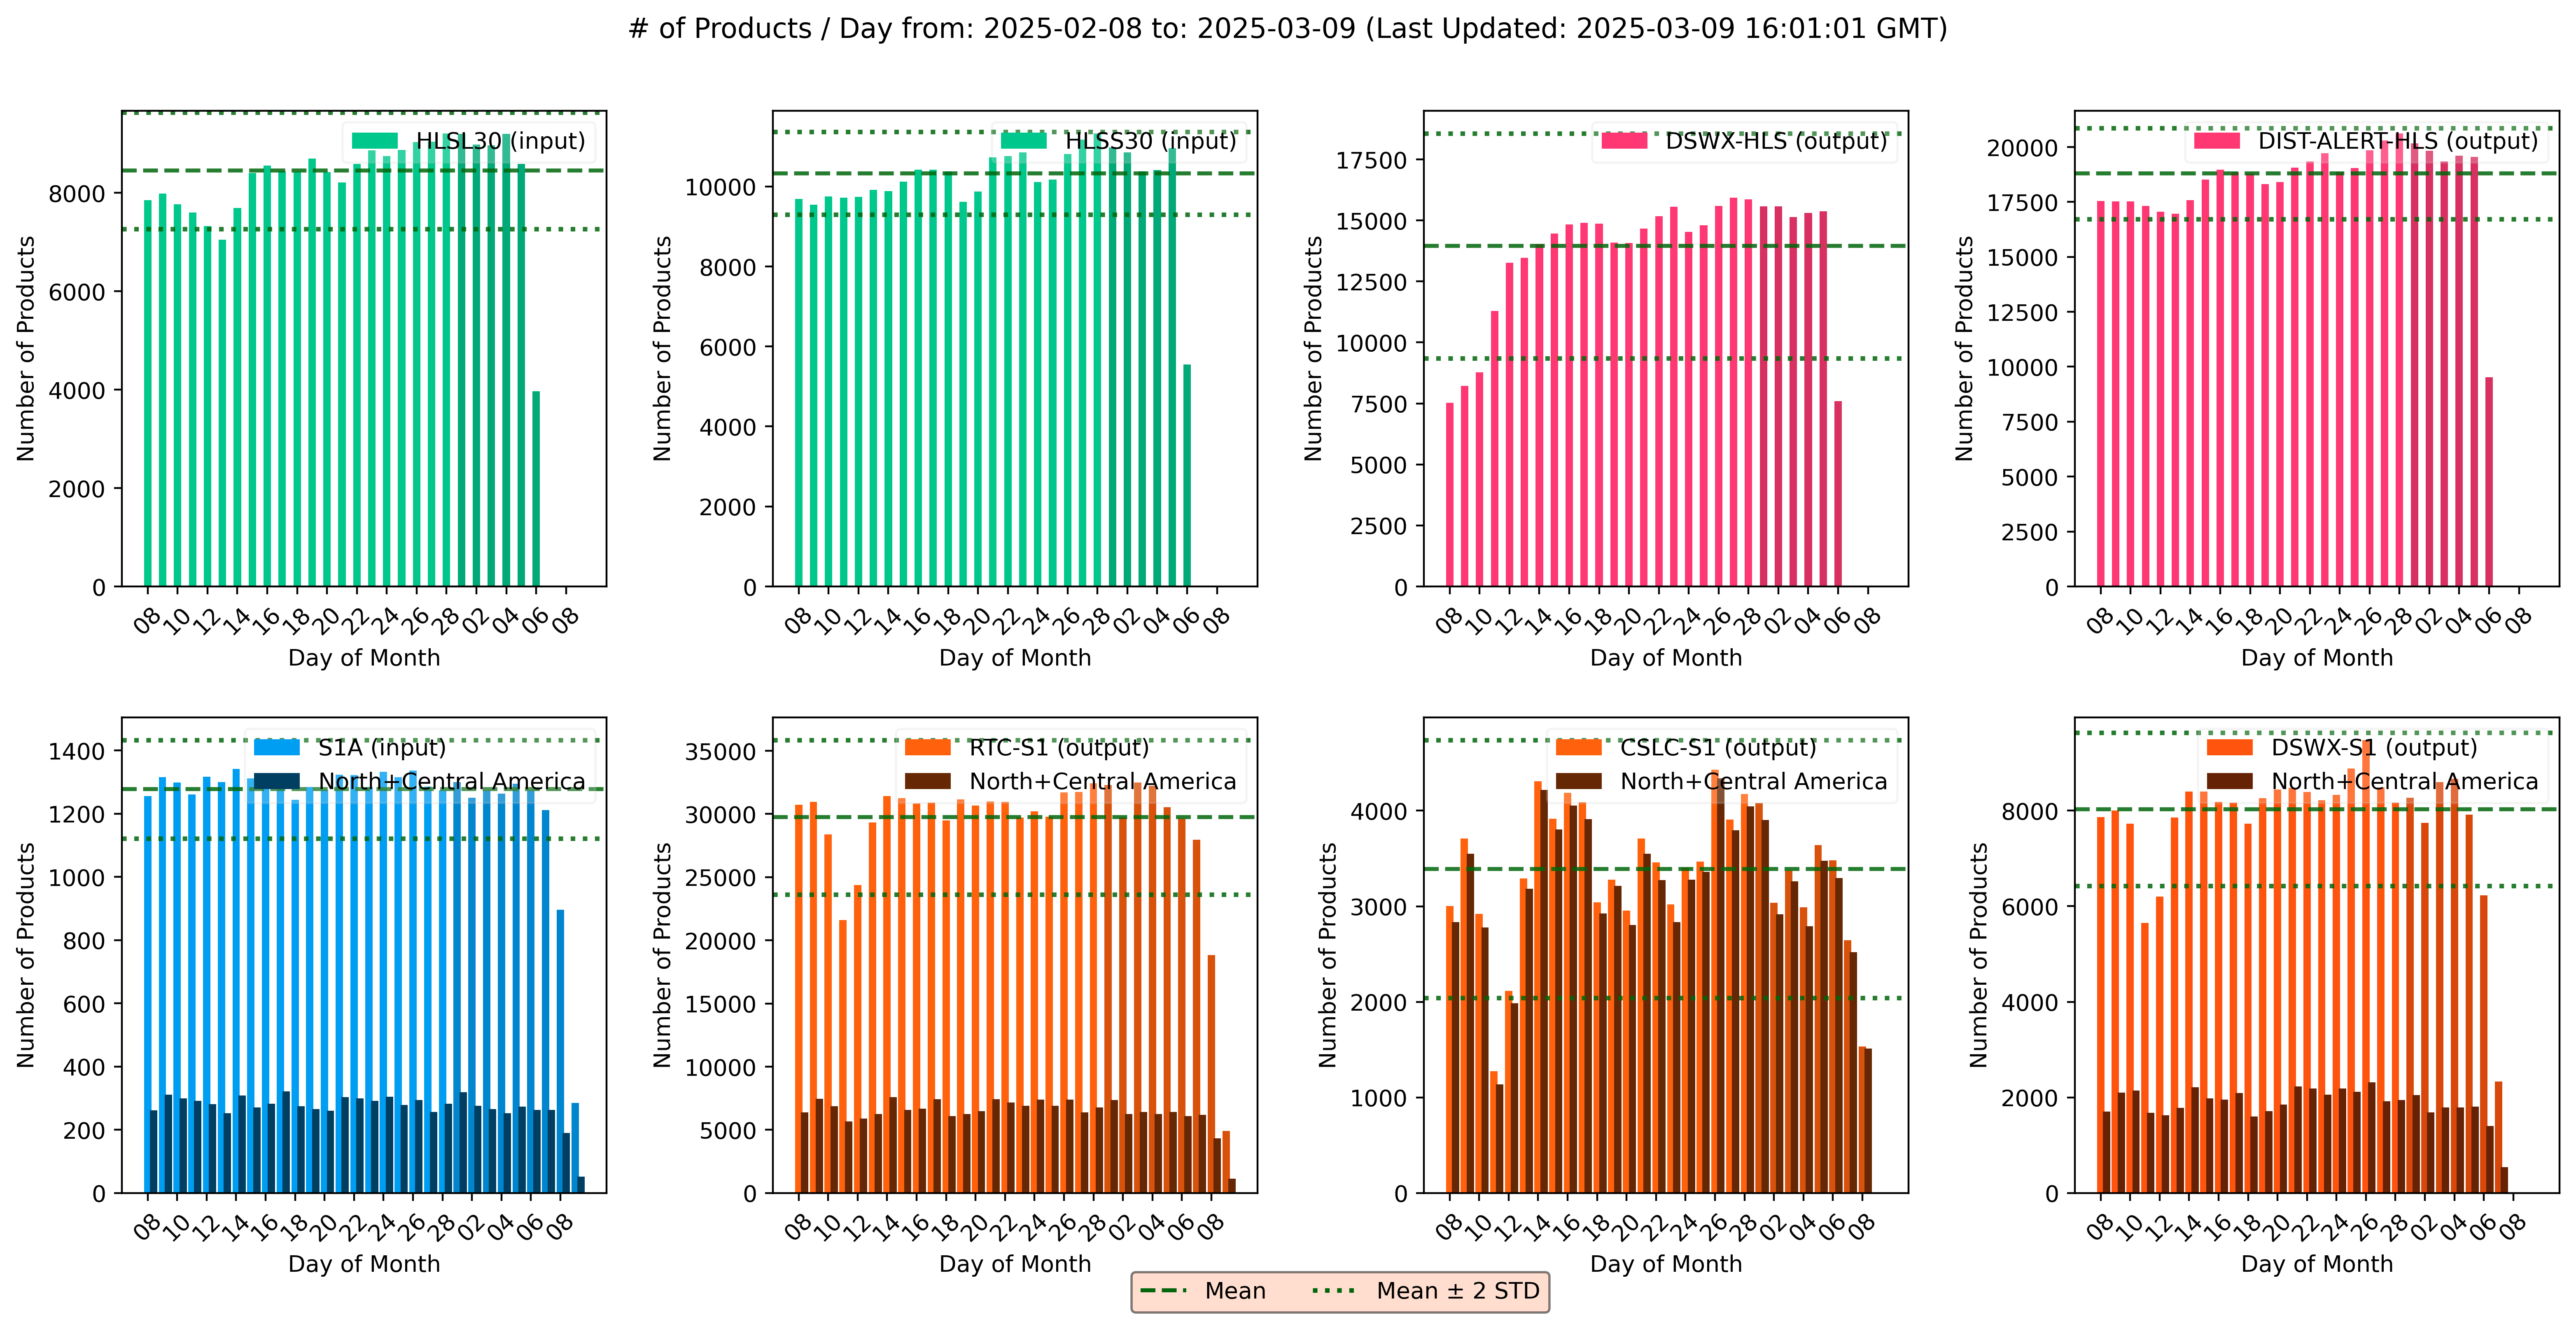 # of Products / Day from: 2025-02-08 to: 2025-03-09 (Last Updated: 2025-03-09 16:01:01 GMT)
HLSL30 (input)
Number of Products
8000
6000
4000
2000
0
08 10 12 14 16 18 20 22 24 26 28 02 04 06 08
Day of Month
HLSS30 (input)
Number of Products
10000
8000
6000
4000
2000
0
08 10 12 14 16 18 20 22 24 26 28 02 04 06 08
Day of Month
DSWX-HLS (output)
Number of Products
17500
15000
12500
10000
7500
5000
2500
0
08 10 12 14 16 18 20 22 24 26 28 02 04 06 08
Day of Month
DIST-ALERT-HLS (output)
Number of Products
20000
17500
15000
12500
10000
7500
5000
2500
0
08 10 12 14 16 18 20 22 24 26 28 02 04 06 08
Day of Month
S1A (input)
North+Central America
Number of Products
1400
1200
1000
800
600
400
200
0
08 10 12 14 16 18 20 22 24 26 28 02 04 06 08
Day of Month
RTC-S1 (output)
North+Central America
Number of Products
35000
30000
25000
20000
15000
10000
5000
0
08 10 12 14 16 18 20 22 24 26 28 02 04 06 08
Day of Month
CSLC-S1 (output)
North+Central America
Number of Products
4000
3000
2000
1000
0
08 10 12 14 16 18 20 22 24 26 28 02 04 06 08
Day of Month
DSWX-S1 (output)
North+Central America
Number of Products
8000
6000
4000
2000
0
08 10 12 14 16 18 20 22 24 26 28 02 04 06 08
Day of Month
Mean
Mean ± 2 STD